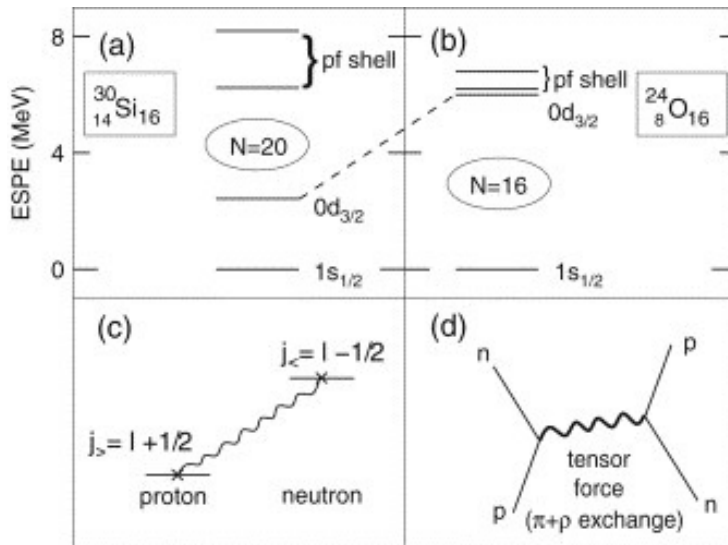 ESPE (MeV)
8
4
0
(a)
30
14Si16
pf shell
N=20
0d3/2
1s1/2
(b)
pf shell
24
8O16
0d3/2
N=16
1s1/2
(c)
j<= l −1/2
j>= l +1/2
proton neutron
(d)
n
p
p
n
tensor
force
(π+ρ exchange)